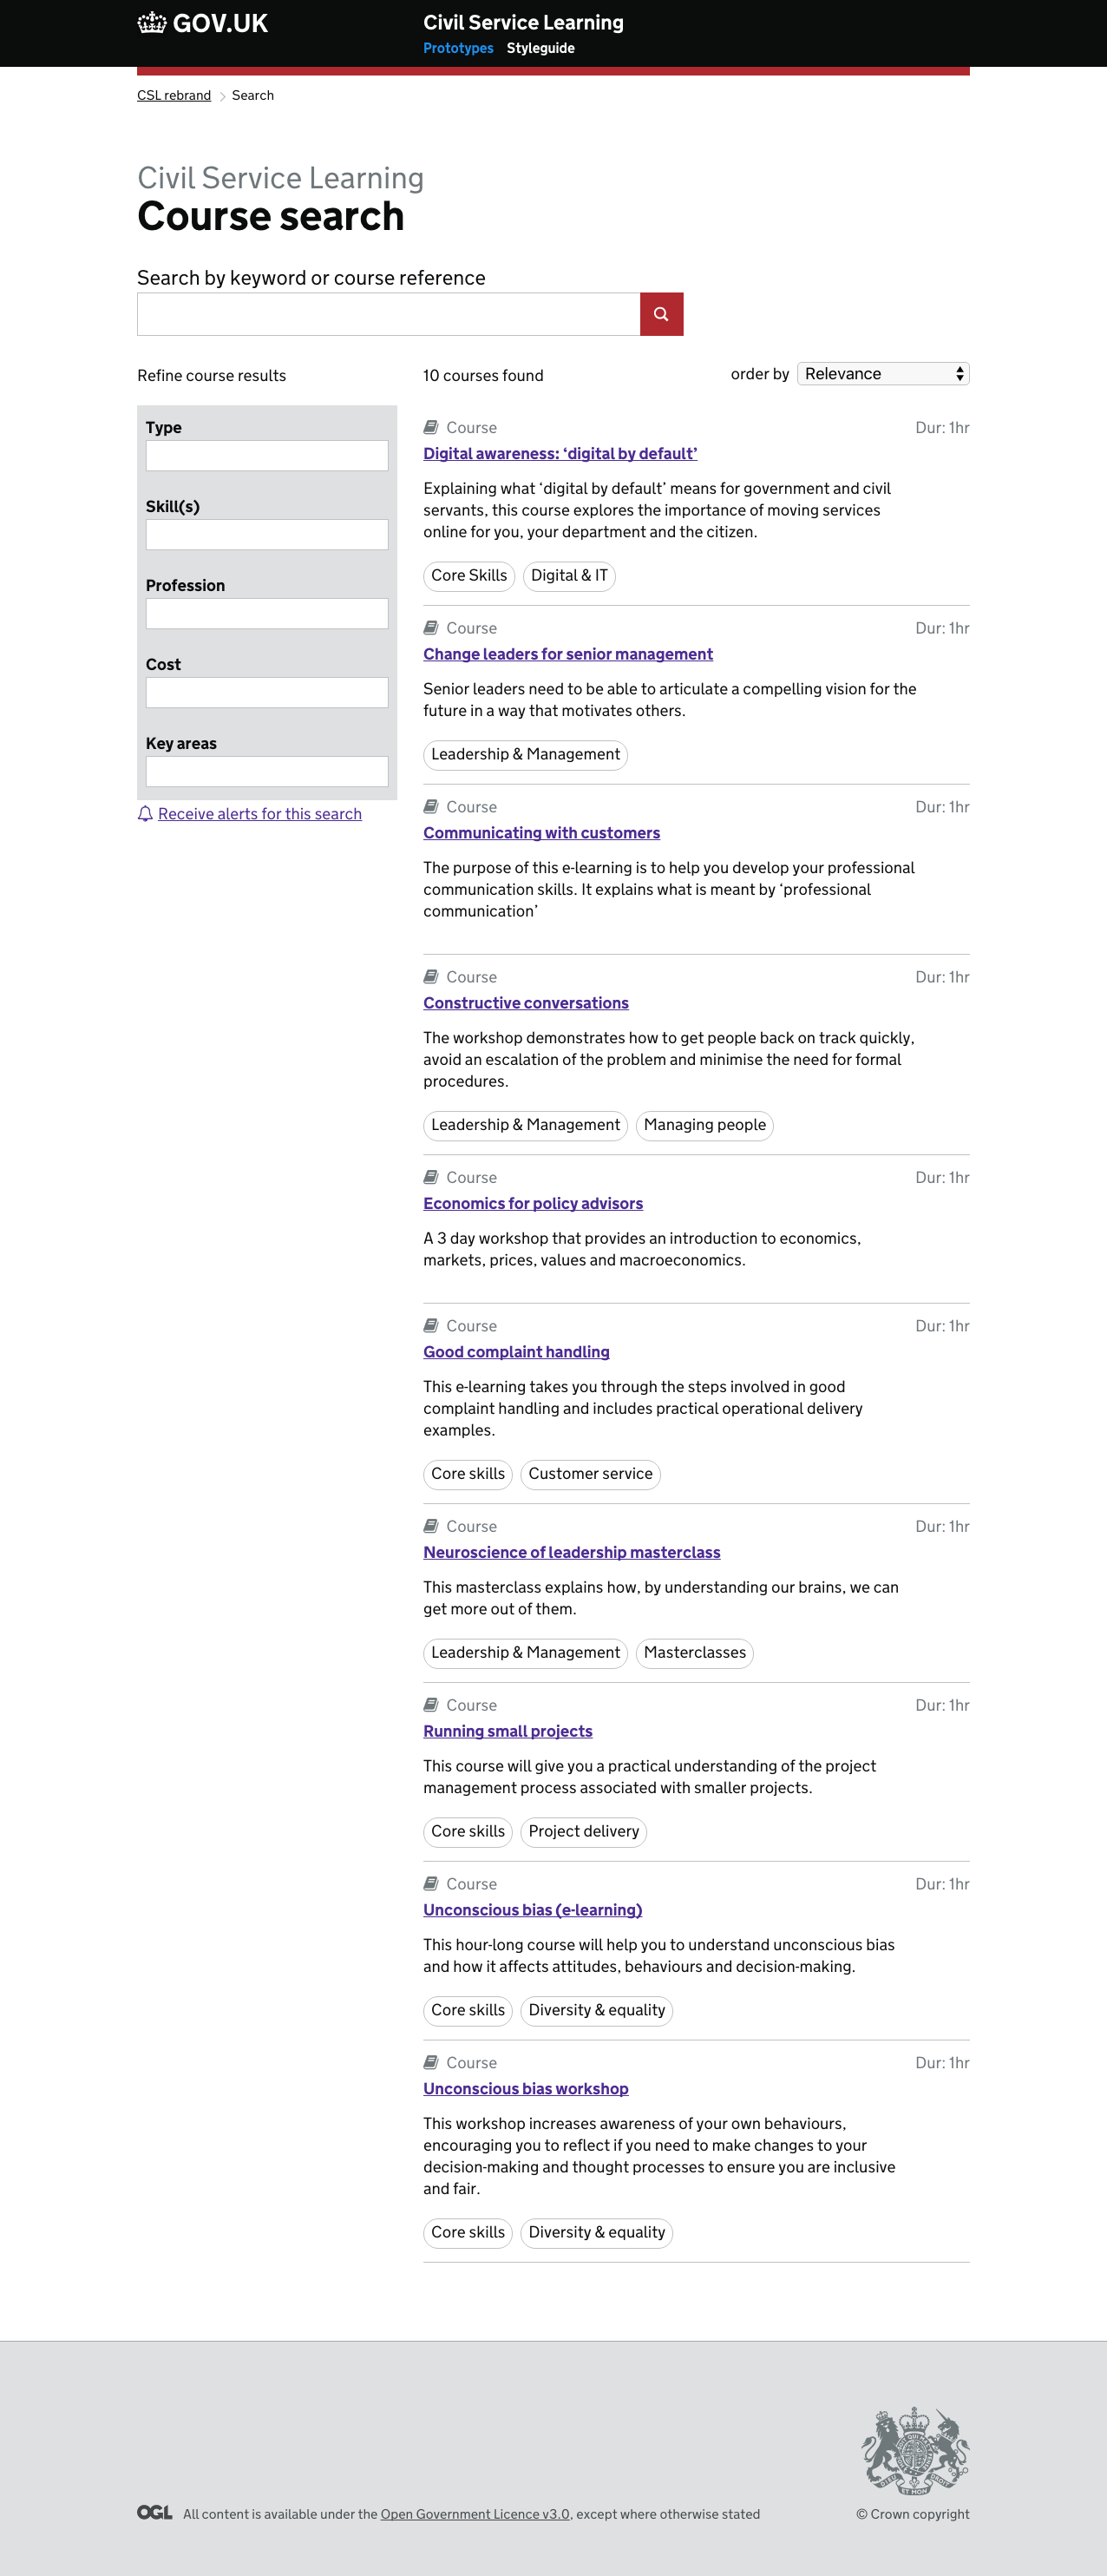 GOV.UK
Civil Service Learning
Prototypes Styleguide
CSL rebrand Search
Civil Service Learning
Course search
Search by keyword or course reference
Refine course results
Type
Skill(s)
Profession
Cost
Key areas
Receive alerts for this search
10 courses found
order by Relevance
Course Dur: 1hr
Digital awareness: ‘digital by default’
Explaining what ‘digital by default’ means for government and civil
servants, this course explores the importance of moving services
online for you, your department and the citizen.
Core Skills Digital & IT
Course Dur: 1hr
Change leaders for senior management
Senior leaders need to be able to articulate a compelling vision for the
future in a way that motivates others.
Leadership & Management
Course Dur: 1hr
Communicating with customers
The purpose of this e-learning is to help you develop your professional
communication skills. It explains what is meant by ‘professional
communication’
Course Dur: 1hr
Constructive conversations
The workshop demonstrates how to get people back on track quickly,
avoid an escalation of the problem and minimise the need for formal
procedures.
Leadership & Management Managing people
Course Dur: 1hr
Economics for policy advisors
A 3 day workshop that provides an introduction to economics,
markets, prices, values and macroeconomics.
Course Dur: 1hr
Good complaint handling
This e-learning takes you through the steps involved in good
complaint handling and includes practical operational delivery
examples.
Core skills Customer service
Course Dur: 1hr
Neuroscience of leadership masterclass
This masterclass explains how, by understanding our brains, we can
get more out of them.
Leadership & Management Masterclasses
Course Dur: 1hr
Running small projects
This course will give you a practical understanding of the project
management process associated with smaller projects.
Core skills Project delivery
Course Dur: 1hr
Unconscious bias (e-learning)
This hour-long course will help you to understand unconscious bias
and how it affects attitudes, behaviours and decision-making.
Core skills Diversity & equality
Course Dur: 1hr
Unconscious bias workshop
This workshop increases awareness of your own behaviours,
encouraging you to reflect if you need to make changes to your
decision-making and thought processes to ensure you are inclusive
and fair.
Core skills Diversity & equality
OGL All content is available under the Open Government Licence v3.0, except where otherwise stated
© Crown copyright